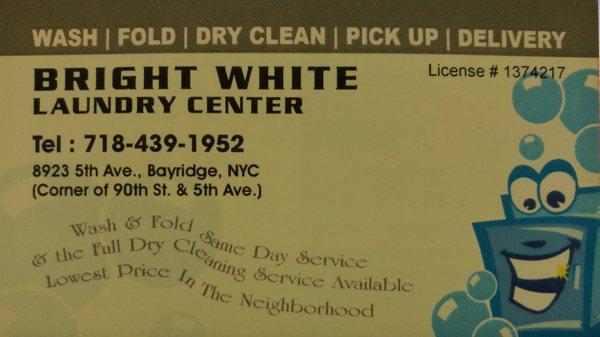 WASH | FOLD | DRY CLEAN | PICK UP | DELIVERY
License # 1374217
BRIGHT WHITE
LAUNDRY CENTER
Tel : 718-439-1952
8923 5th Ave., Bayridge, NYC
(Corner of 90th St. & 5th Ave.)
Wash & Fold Same Day Service
& the Full Dry Cleaning Service Available
Lowest Price In The Neighborhood